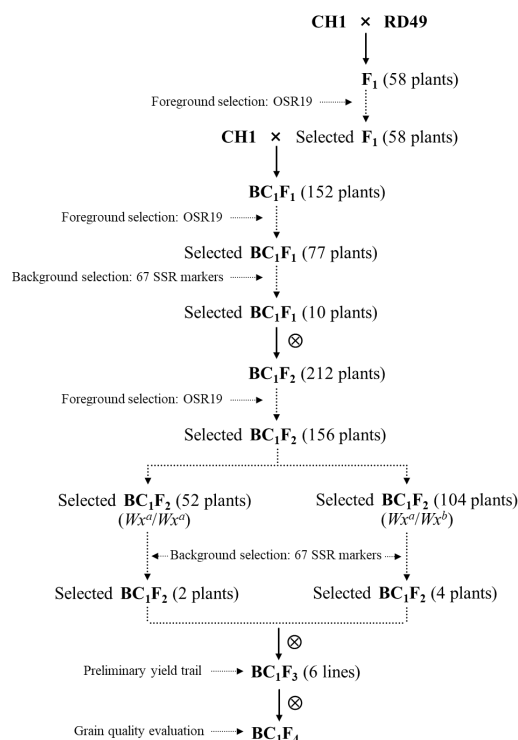 CH1 × RD49
F₁ (58 plants)
Foreground selection: OSR19
CH1 × Selected F₁ (58 plants)
BC₁F₁ (152 plants)
Foreground selection: OSR19
Selected BC₁F₁ (77 plants)
Background selection: 67 SSR markers
Selected BC₁F₁ (10 plants)
⊗
BC₁F₂ (212 plants)
Foreground selection: OSR19
Selected BC₁F₂ (156 plants)
Selected BC₁F₂ (52 plants)
(Wxᵃ/Wxᵃ)
Selected BC₁F₂ (104 plants)
(Wxᵃ/Wxᵇ)
Background selection: 67 SSR markers
Selected BC₁F₂ (2 plants)
Selected BC₁F₂ (4 plants)
⊗
Preliminary yield trail
BC₁F₃ (6 lines)
⊗
Grain quality evaluation
BC₁F₄